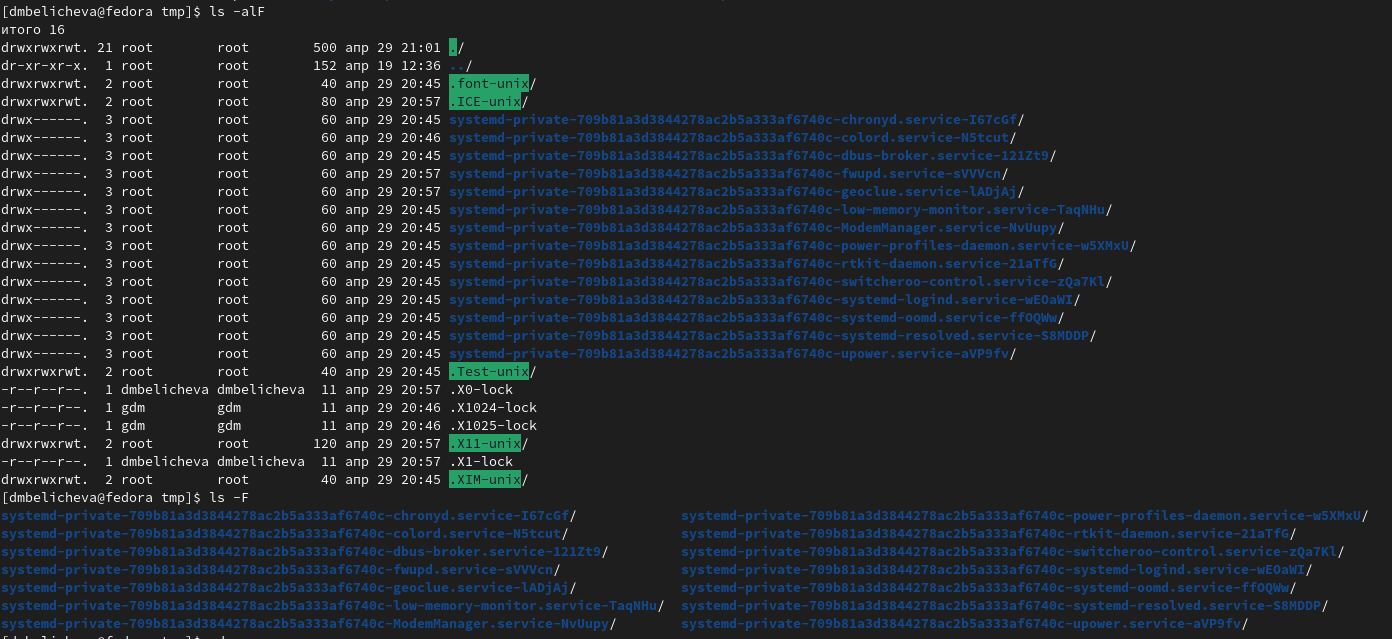 [dmbelicheva@fedora tmp]$ ls -alF
итого 16
drwxrwxrwt. 21 root        root        500 апр 29 21:01 ./
dr-xr-xr-x.  1 root        root        152 апр 19 12:36 ../
drwxrwxrwt.  2 root        root         40 апр 29 20:45 .font-unix/
drwxrwxrwt.  2 root        root         80 апр 29 20:57 .ICE-unix/
drwx------.  3 root        root         60 апр 29 20:45 systemd-private-709b81a3d3844278ac2b5a333af6740c-chronyd.service-I67cGf/
drwx------.  3 root        root         60 апр 29 20:46 systemd-private-709b81a3d3844278ac2b5a333af6740c-colord.service-N5tcut/
drwx------.  3 root        root         60 апр 29 20:45 systemd-private-709b81a3d3844278ac2b5a333af6740c-dbus-broker.service-121Zt9/
drwx------.  3 root        root         60 апр 29 20:57 systemd-private-709b81a3d3844278ac2b5a333af6740c-fwupd.service-sVVVcn/
drwx------.  3 root        root         60 апр 29 20:57 systemd-private-709b81a3d3844278ac2b5a333af6740c-geoclue.service-lADjAj/
drwx------.  3 root        root         60 апр 29 20:45 systemd-private-709b81a3d3844278ac2b5a333af6740c-low-memory-monitor.service-TaqNHu/
drwx------.  3 root        root         60 апр 29 20:45 systemd-private-709b81a3d3844278ac2b5a333af6740c-ModemManager.service-NvUupy/
drwx------.  3 root        root         60 апр 29 20:45 systemd-private-709b81a3d3844278ac2b5a333af6740c-power-profiles-daemon.service-w5XMxU/
drwx------.  3 root        root         60 апр 29 20:45 systemd-private-709b81a3d3844278ac2b5a333af6740c-rtkit-daemon.service-21aTfG/
drwx------.  3 root        root         60 апр 29 20:45 systemd-private-709b81a3d3844278ac2b5a333af6740c-switcheroo-control.service-zQa7Kl/
drwx------.  3 root        root         60 апр 29 20:45 systemd-private-709b81a3d3844278ac2b5a333af6740c-systemd-logind.service-wEOaWI/
drwx------.  3 root        root         60 апр 29 20:45 systemd-private-709b81a3d3844278ac2b5a333af6740c-systemd-oomd.service-ffOQWw/
drwx------.  3 root        root         60 апр 29 20:45 systemd-private-709b81a3d3844278ac2b5a333af6740c-systemd-resolved.service-S8MDDP/
drwx------.  3 root        root         60 апр 29 20:45 systemd-private-709b81a3d3844278ac2b5a333af6740c-upower.service-aVP9fv/
drwxrwxrwt.  2 root        root         40 апр 29 20:45 .Test-unix/
-r--r--r--.  1 dmbelicheva dmbelicheva  11 апр 29 20:57 .X0-lock
-r--r--r--.  1 gdm         gdm          11 апр 29 20:46 .X1024-lock
-r--r--r--.  1 gdm         gdm          11 апр 29 20:46 .X1025-lock
drwxrwxrwt.  2 root        root        120 апр 29 20:57 .X11-unix/
-r--r--r--.  1 dmbelicheva dmbelicheva  11 апр 29 20:57 .X1-lock
drwxrwxrwt.  2 root        root         40 апр 29 20:45 .XIM-unix/
[dmbelicheva@fedora tmp]$ ls -F
systemd-private-709b81a3d3844278ac2b5a333af6740c-chronyd.service-I67cGf/ systemd-private-709b81a3d3844278ac2b5a333af6740c-power-profiles-daemon.service-w5XMxU/
systemd-private-709b81a3d3844278ac2b5a333af6740c-colord.service-N5tcut/ systemd-private-709b81a3d3844278ac2b5a333af6740c-rtkit-daemon.service-21aTfG/
systemd-private-709b81a3d3844278ac2b5a333af6740c-dbus-broker.service-121Zt9/ systemd-private-709b81a3d3844278ac2b5a333af6740c-switcheroo-control.service-zQa7Kl/
systemd-private-709b81a3d3844278ac2b5a333af6740c-fwupd.service-sVVVcn/ systemd-private-709b81a3d3844278ac2b5a333af6740c-systemd-logind.service-wEOaWI/
systemd-private-709b81a3d3844278ac2b5a333af6740c-geoclue.service-lADjAj/ systemd-private-709b81a3d3844278ac2b5a333af6740c-systemd-oomd.service-ffOQWw/
systemd-private-709b81a3d3844278ac2b5a333af6740c-low-memory-monitor.service-TaqNHu/ systemd-private-709b81a3d3844278ac2b5a333af6740c-systemd-resolved.service-S8MDDP/
systemd-private-709b81a3d3844278ac2b5a333af6740c-ModemManager.service-NvUupy/ systemd-private-709b81a3d3844278ac2b5a333af6740c-upower.service-aVP9fv/